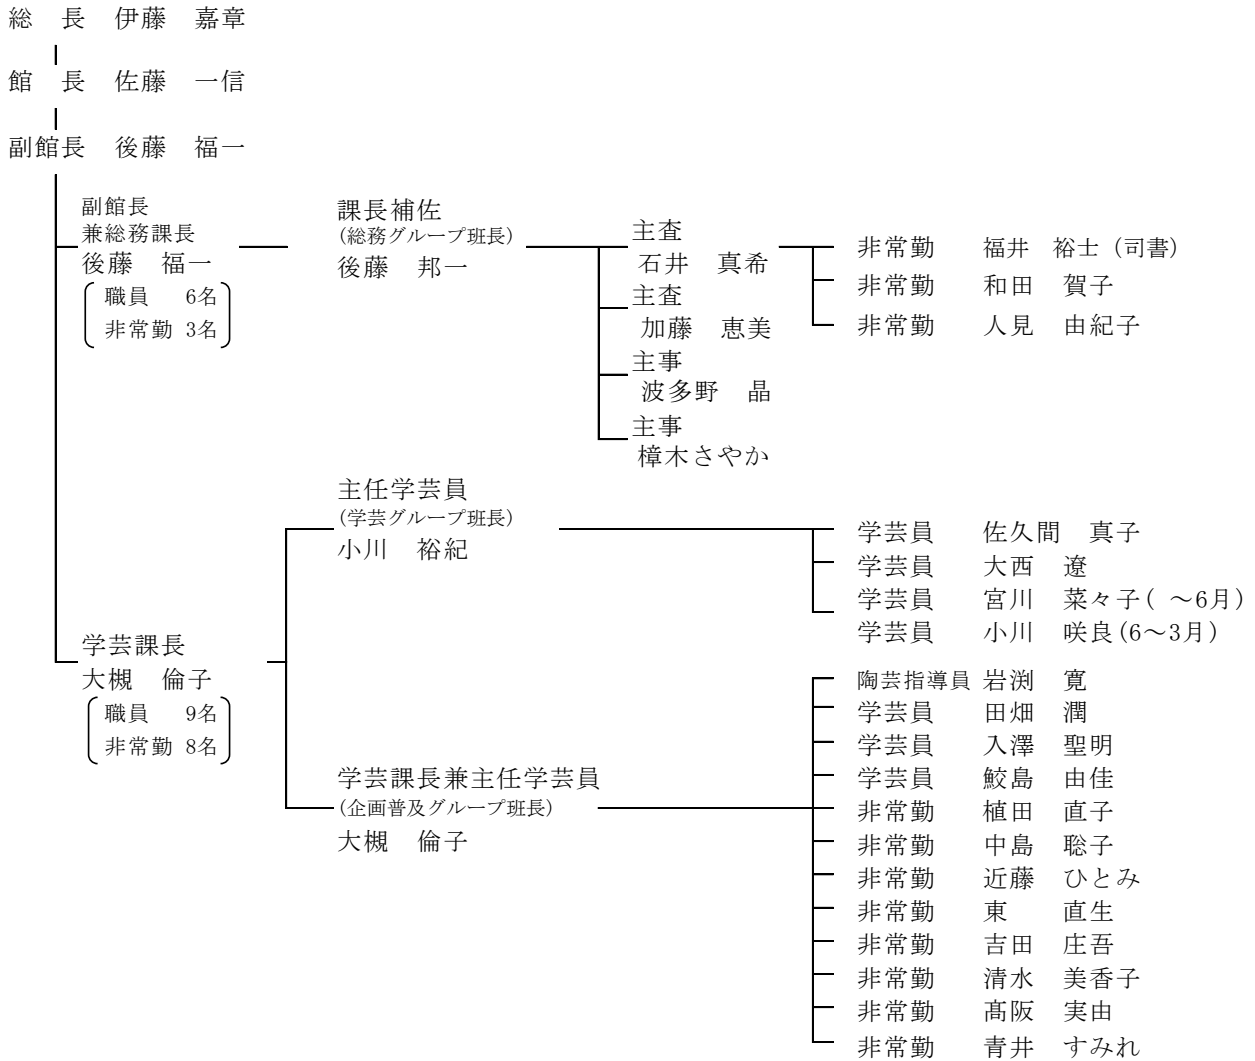 総　長　伊藤　嘉章
館　長　佐藤　一信
副館長　後藤　福一
副館長
兼総務課長
後藤　福一
職員　6名
非常勤 3名
課長補佐
(総務グループ班長)
後藤　邦一
主査
石井　真希
主査
加藤　恵美
主事
波多野　晶
主事
樟木さやか
非常勤　福井　裕士（司書）
非常勤　和田　賀子
非常勤　人見　由紀子
学芸課長
大槻　倫子
職員　9名
非常勤 8名
主任学芸員
(学芸グループ班長)
小川　裕紀
学芸員　佐久間　真子
学芸員　大西　遼
学芸員　宮川　菜々子( ～6月)
学芸員　小川　咲良(6～3月)
学芸課長兼主任学芸員
(企画普及グループ班長)
大槻　倫子
陶芸指導員 岩渕　寛
学芸員　田畑　潤
学芸員　入澤　聖明
学芸員　鮫島　由佳
非常勤　植田　直子
非常勤　中島　聡子
非常勤　近藤　ひとみ
非常勤　東　直生
非常勤　吉田　庄吾
非常勤　清水　美香子
非常勤　髙阪　実由
非常勤　青井　すみれ